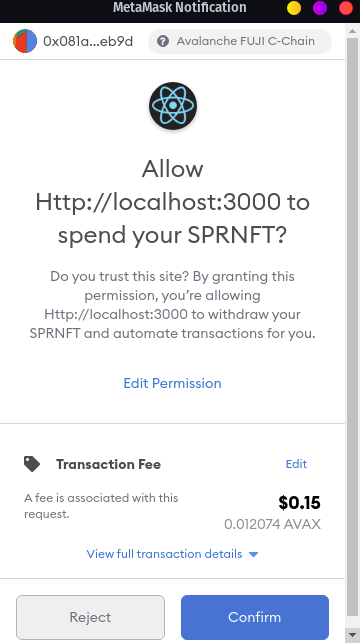 MetaMask Notification
0x081a...eb9d
? Avalanche FUJI C-Chain
Allow
Http://localhost:3000 to
spend your SPRNFT?
Do you trust this site? By granting this
permission, you're allowing
Http://localhost:3000 to withdraw your
SPRNFT and automate transactions for you.
Edit Permission
Transaction Fee
Edit
A fee is associated with this
request.
$0.15
0.012074 AVAX
View full transaction details
Reject
Confirm